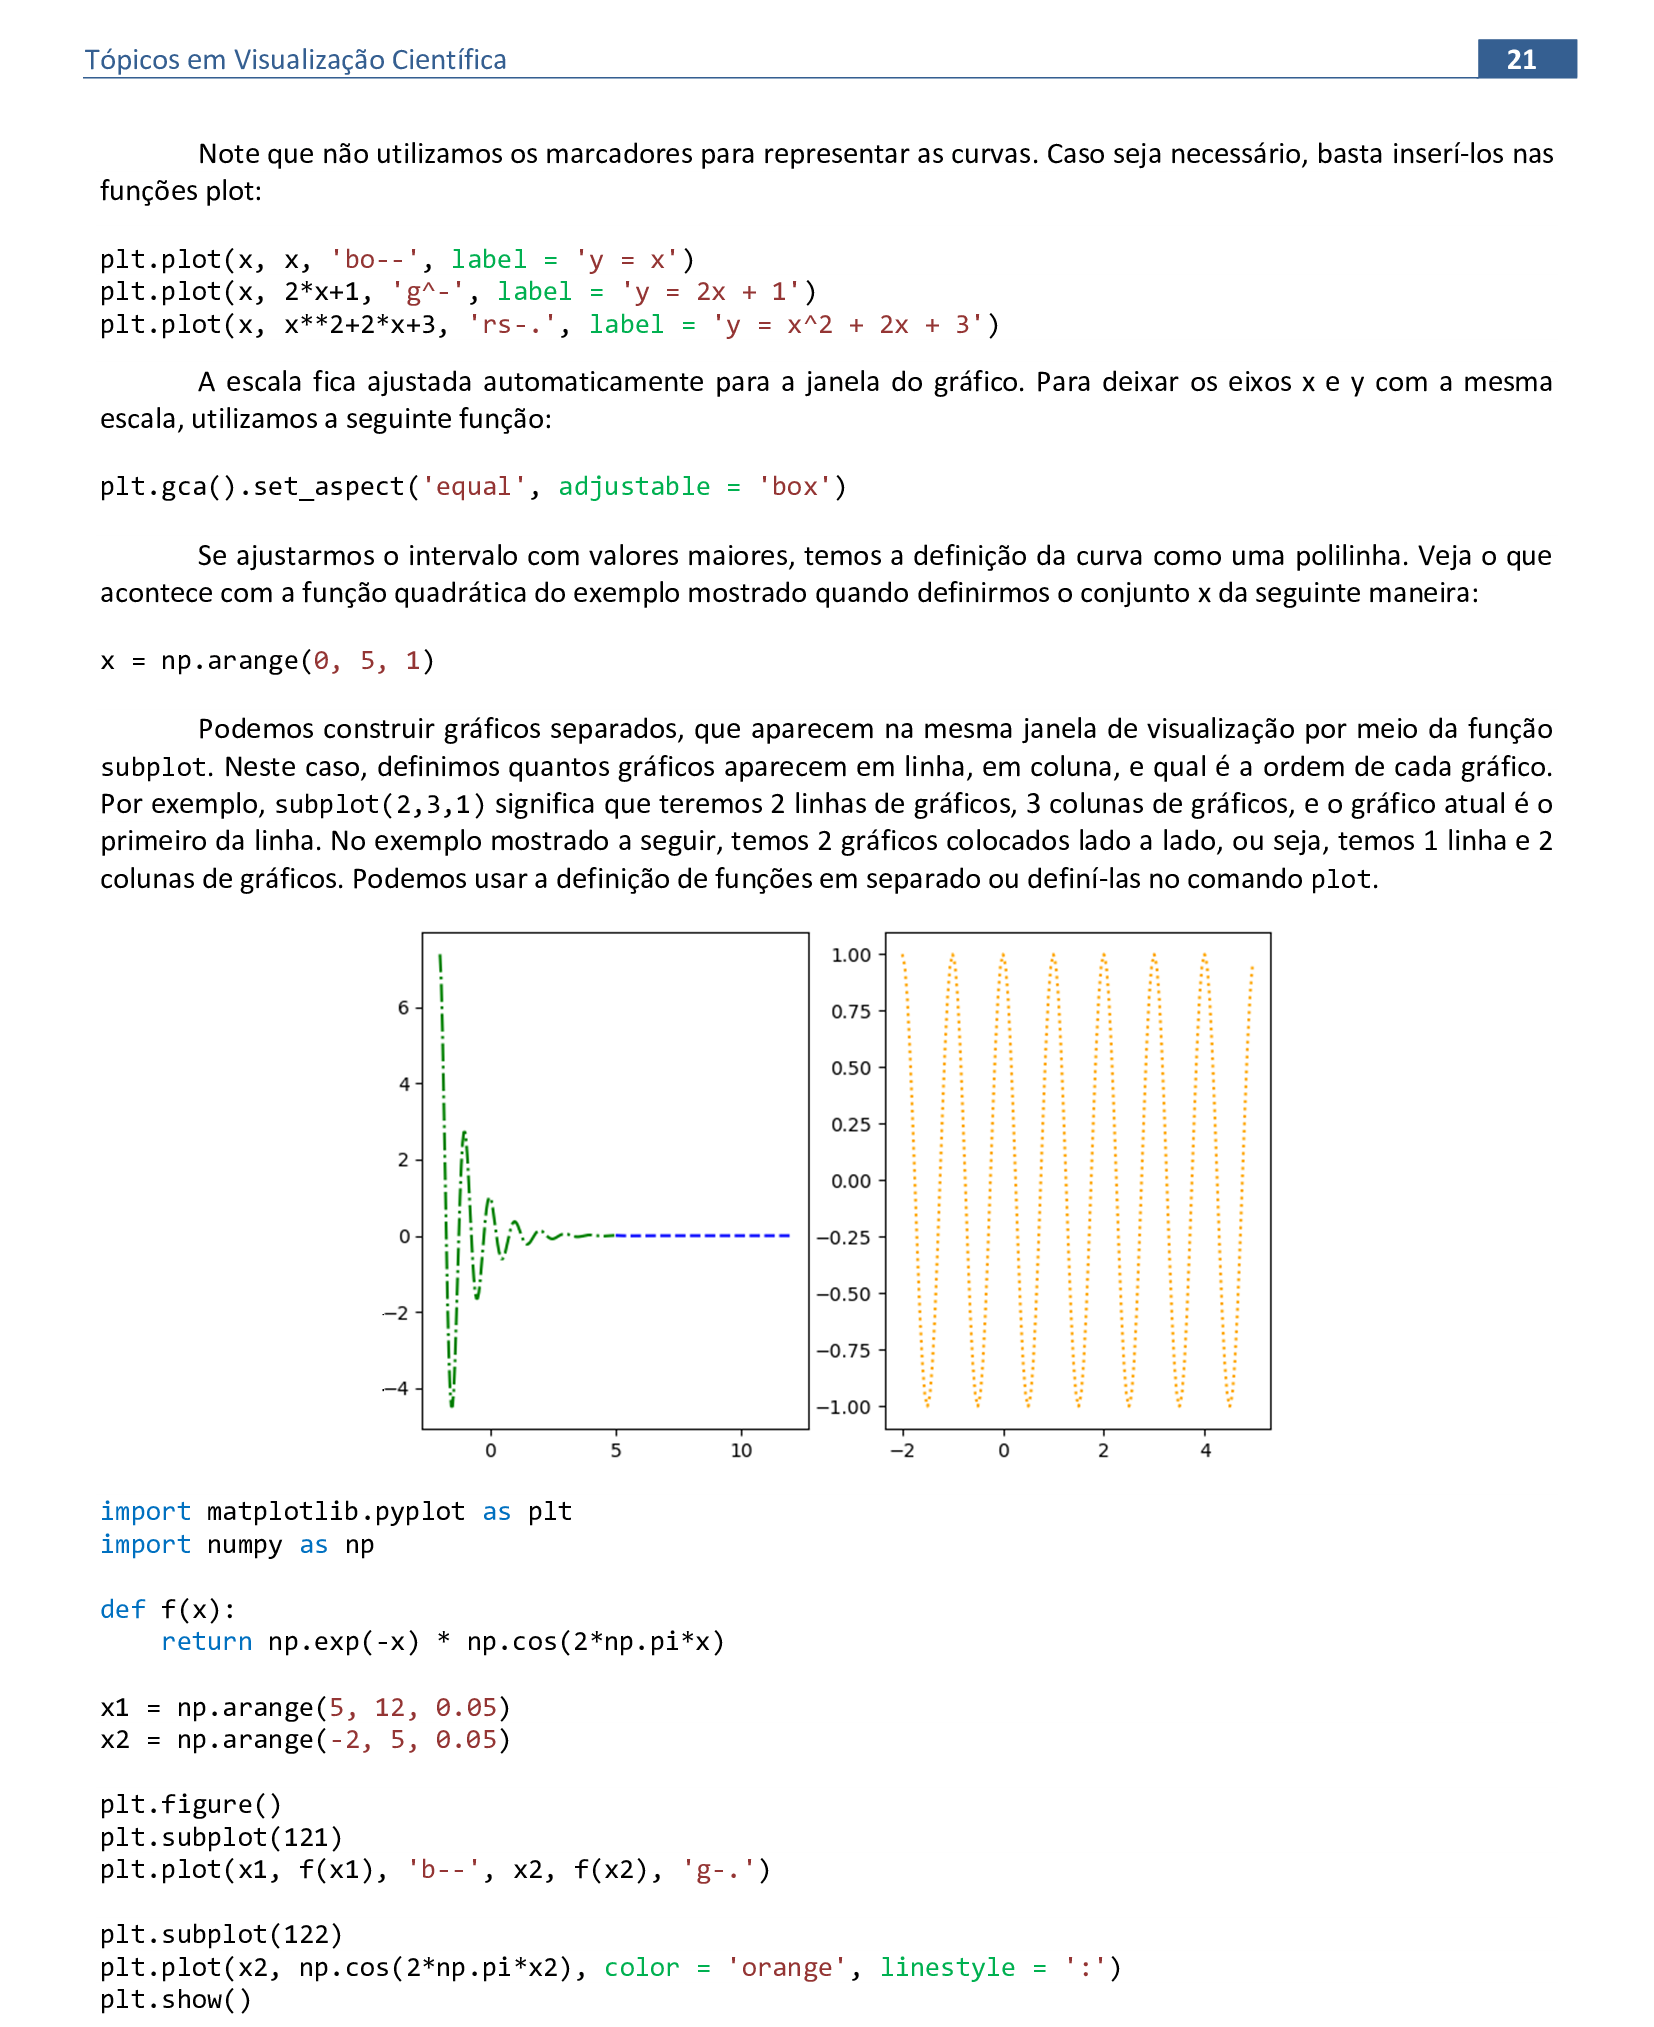 Tópicos em Visualização Científica 21
Note que não utilizamos os marcadores para representar as curvas. Caso seja necessário, basta inserí-los nas
funções plot:
plt.plot(x, x, 'bo--', label = 'y = x')
plt.plot(x, 2*x+1, 'g^-', label = 'y = 2x + 1')
plt.plot(x, x**2+2*x+3, 'rs-.', label = 'y = x^2 + 2x + 3')
A escala fica ajustada automaticamente para a janela do gráfico. Para deixar os eixos x e y com a mesma
escala, utilizamos a seguinte função:
plt.gca().set_aspect('equal', adjustable = 'box')
Se ajustarmos o intervalo com valores maiores, temos a definição da curva como uma polilinha. Veja o que
acontece com a função quadrática do exemplo mostrado quando definirmos o conjunto x da seguinte maneira:
x = np.arange(0, 5, 1)
Podemos construir gráficos separados, que aparecem na mesma janela de visualização por meio da função
subplot. Neste caso, definimos quantos gráficos aparecem em linha, em coluna, e qual é a ordem de cada gráfico.
Por exemplo, subplot(2,3,1) significa que teremos 2 linhas de gráficos, 3 colunas de gráficos, e o gráfico atual é o
primeiro da linha. No exemplo mostrado a seguir, temos 2 gráficos colocados lado a lado, ou seja, temos 1 linha e 2
colunas de gráficos. Podemos usar a definição de funções em separado ou definí-las no comando plot.
6
4
2
0
−2
−4
0 5 10
1.00
0.75
0.50
0.25
0.00
−0.25
−0.50
−0.75
−1.00
−2 0 2 4
import matplotlib.pyplot as plt
import numpy as np
def f(x):
    return np.exp(-x) * np.cos(2*np.pi*x)
x1 = np.arange(5, 12, 0.05)
x2 = np.arange(-2, 5, 0.05)
plt.figure()
plt.subplot(121)
plt.plot(x1, f(x1), 'b--', x2, f(x2), 'g-.')
plt.subplot(122)
plt.plot(x2, np.cos(2*np.pi*x2), color = 'orange', linestyle = ':')
plt.show()